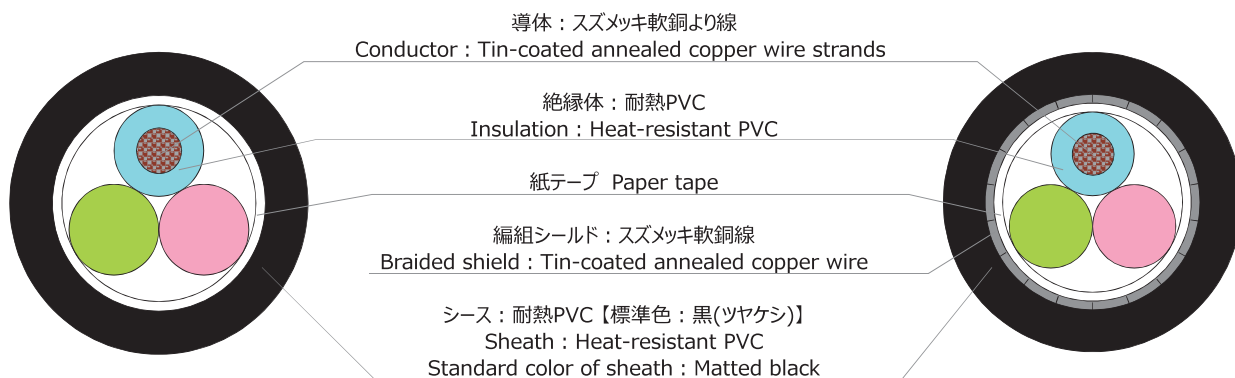 導体：スズメッキ軟銅より線
Conductor : Tin-coated annealed copper wire strands
絶縁体：耐熱PVC
Insulation : Heat-resistant PVC
紙テープ Paper tape
編組シールド：スズメッキ軟銅線
Braided shield : Tin-coated annealed copper wire
シース：耐熱PVC【標準色：黒(ツヤケシ)】
Sheath : Heat-resistant PVC
Standard color of sheath : Matted black